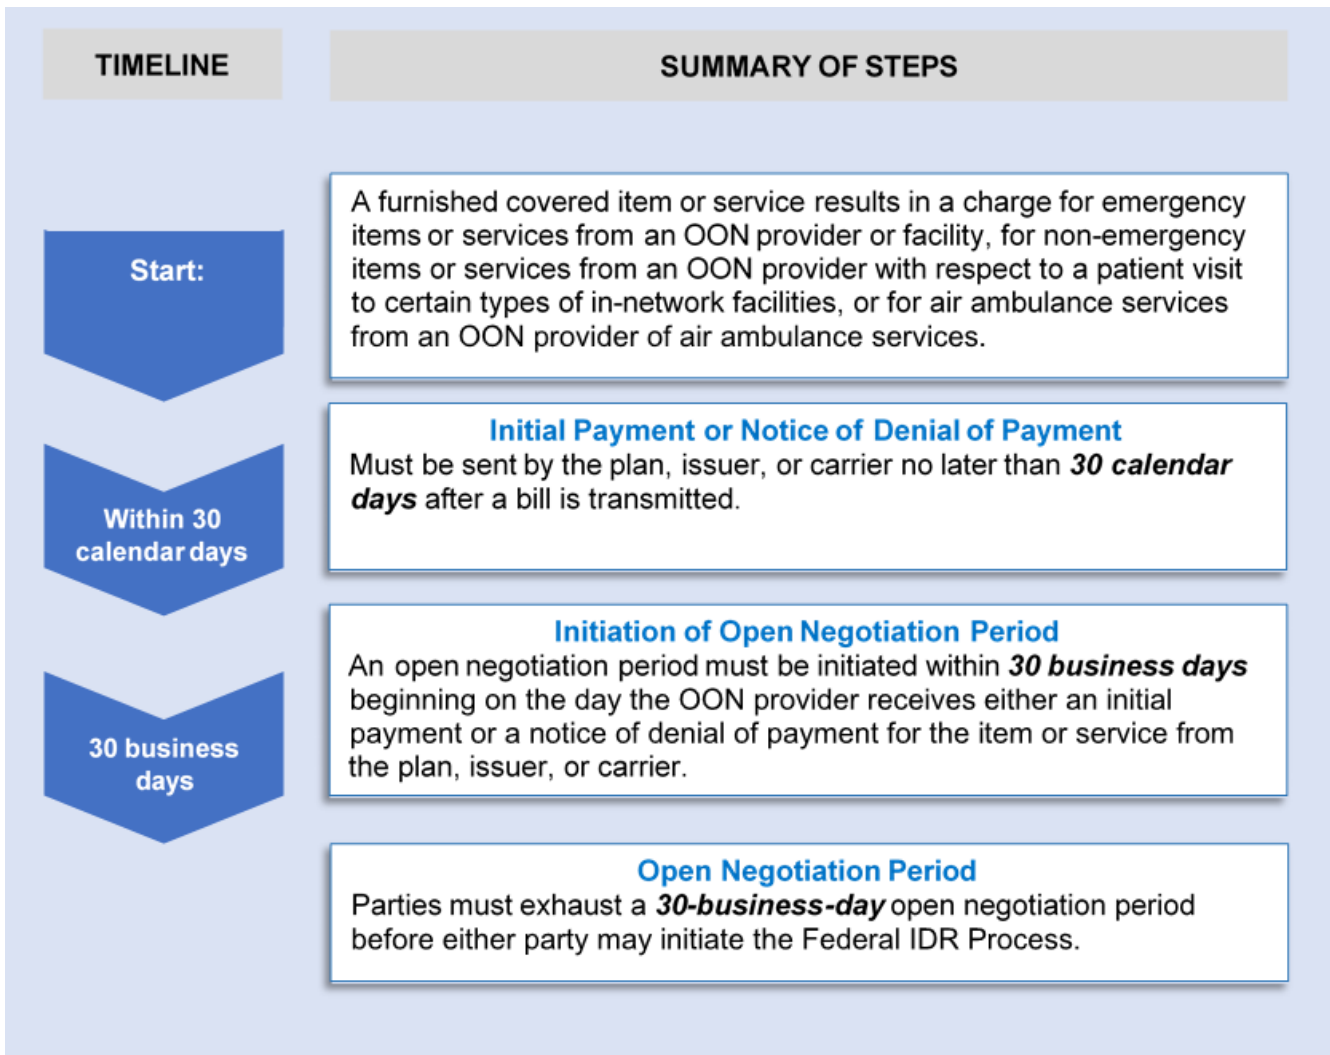 TIMELINE
SUMMARY OF STEPS
Start:
A furnished covered item or service results in a charge for emergency
items or services from an OON provider or facility, for non-emergency
items or services from an OON provider with respect to a patient visit
to certain types of in-network facilities, or for air ambulance services
from an OON provider of air ambulance services.
Within 30
calendar days
Initial Payment or Notice of Denial of Payment
Must be sent by the plan, issuer, or carrier no later than 30 calendar
days after a bill is transmitted.
30 business
days
Initiation of Open Negotiation Period
An open negotiation period must be initiated within 30 business days
beginning on the day the OON provider receives either an initial
payment or a notice of denial of payment for the item or service from
the plan, issuer, or carrier.
Open Negotiation Period
Parties must exhaust a 30-business-day open negotiation period
before either party may initiate the Federal IDR Process.